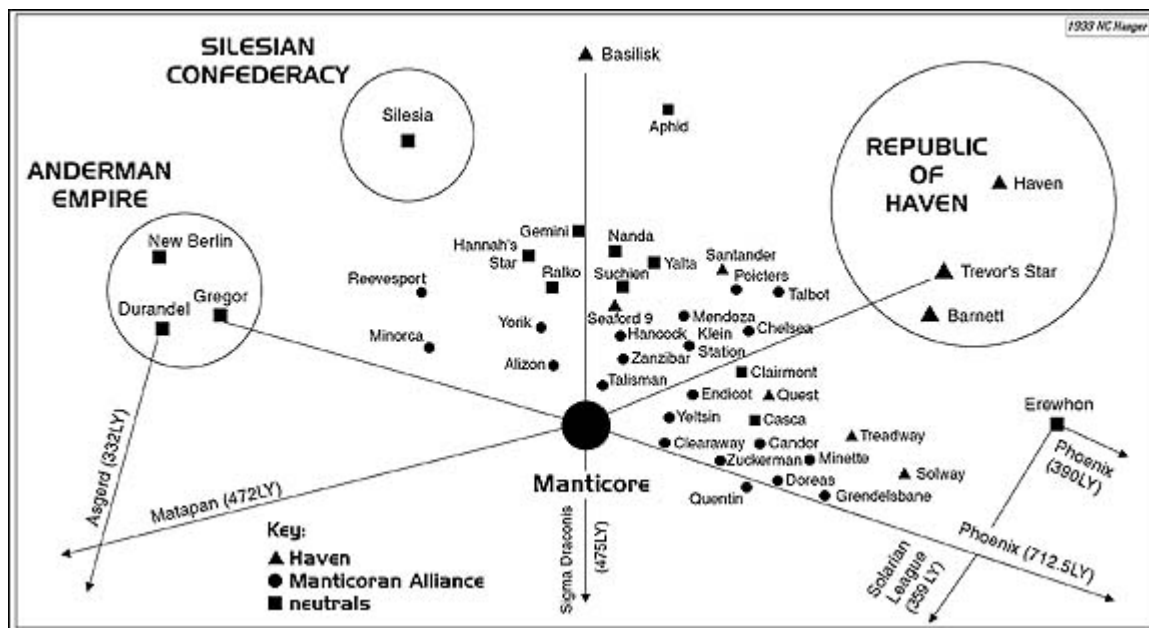 1999 NC Hanger
SILESIAN
CONFEDERACY
Basilisk
Silesia
Aphid
REPUBLIC
OF
HAVEN
Haven
ANDERMAN
EMPIRE
New Berlin
Durandel
Gregor
Gemini
Hannah's
Star
Nanda
Yalta
Santander
Trevor's Star
Ralko
Suchien
Poicters
Talbot
Reevesport
Barnett
Seaford 9
Mendoza
Yorik
Hancock
Klein
Station
Chelsea
Minorca
Zanzibar
Alizon
Talisman
Clairmont
Endicot
Quest
Erewhon
Yeltsin
Casca
Treadway
Clearaway
Candor
Phoenix
(390LY)
Zuckerman
Minette
Solway
Manticore
Doreas
Quentin
Grendelsbane
Asgerd (332LY)
Matapan (472LY)
Sigma Draconis
(475LY)
Phoenix (712.5LY)
Solarian
League
(359 LY)
Key:
Haven
Manticoran Alliance
neutrals